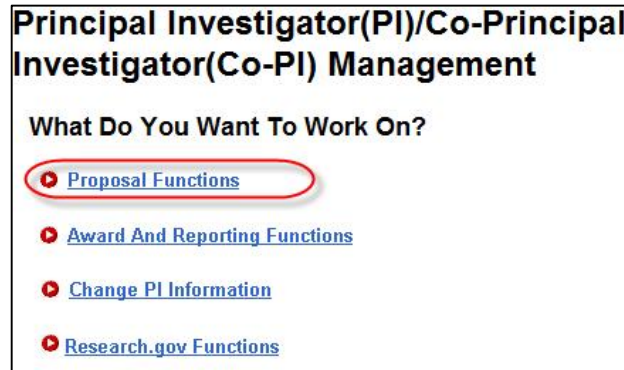 Principal Investigator(PI)/Co-Principal
Investigator(Co-PI) Management
What Do You Want To Work On?
Proposal Functions
Award And Reporting Functions
Change PI Information
Research.gov Functions